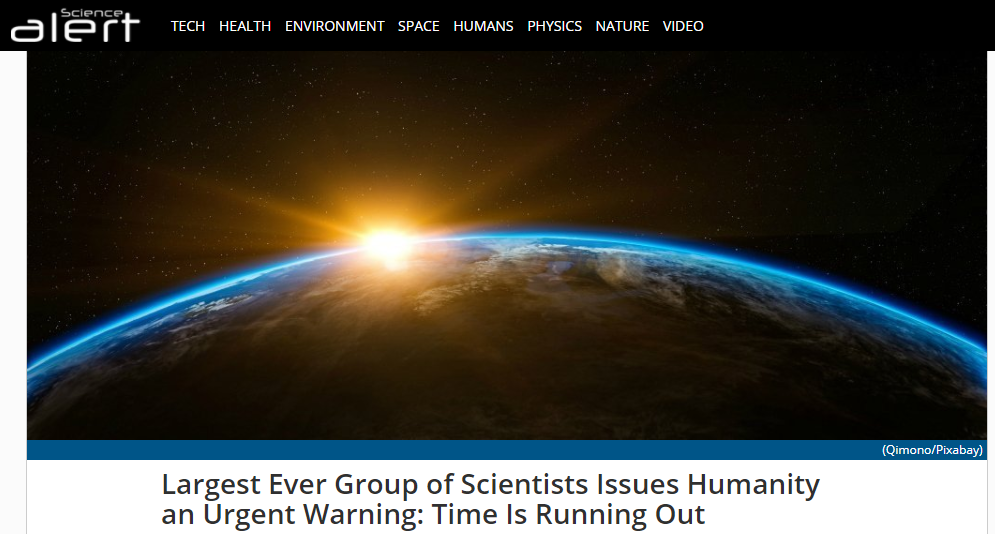 Science
alert
TECH HEALTH ENVIRONMENT SPACE HUMANS PHYSICS NATURE VIDEO
(Qimono/Pixabay)
Largest Ever Group of Scientists Issues Humanity
an Urgent Warning: Time Is Running Out